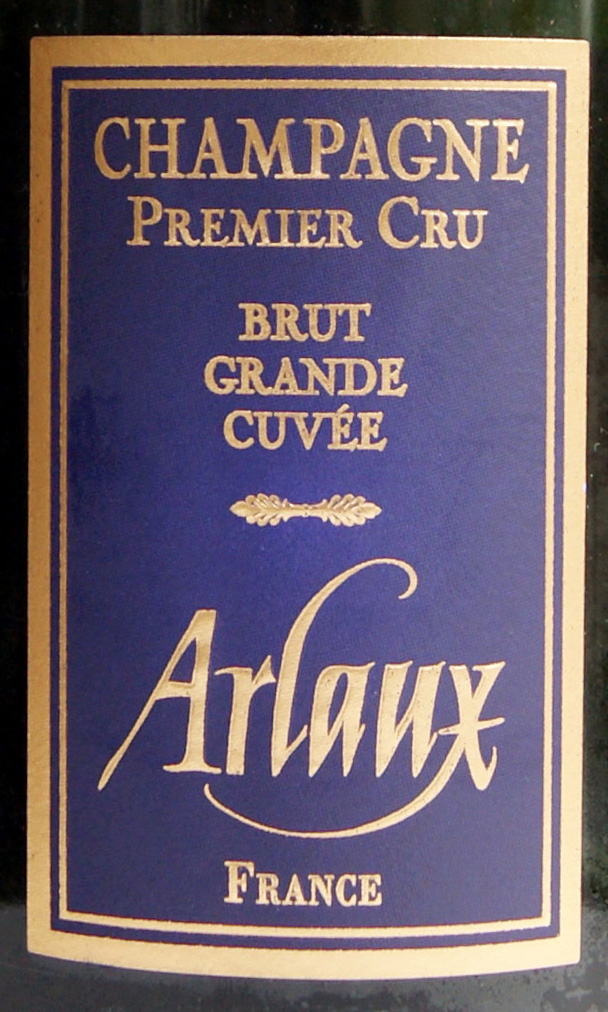 CHAMPAGNE
PREMIER CRU
BRUT
GRANDE
CUVÉE
Arlaux
FRANCE